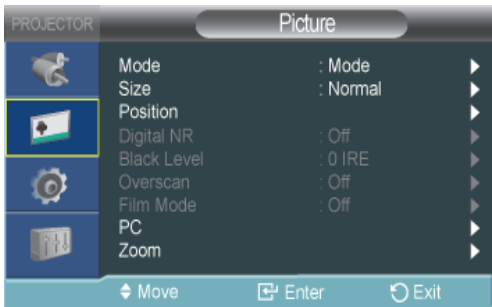 PROJECTOR
Picture
Mode : Mode
Size : Normal
Position
Digital NR : Off
Black Level : 0 IRE
Overscan : Off
Film Mode : Off
PC
Zoom
Move Enter Exit